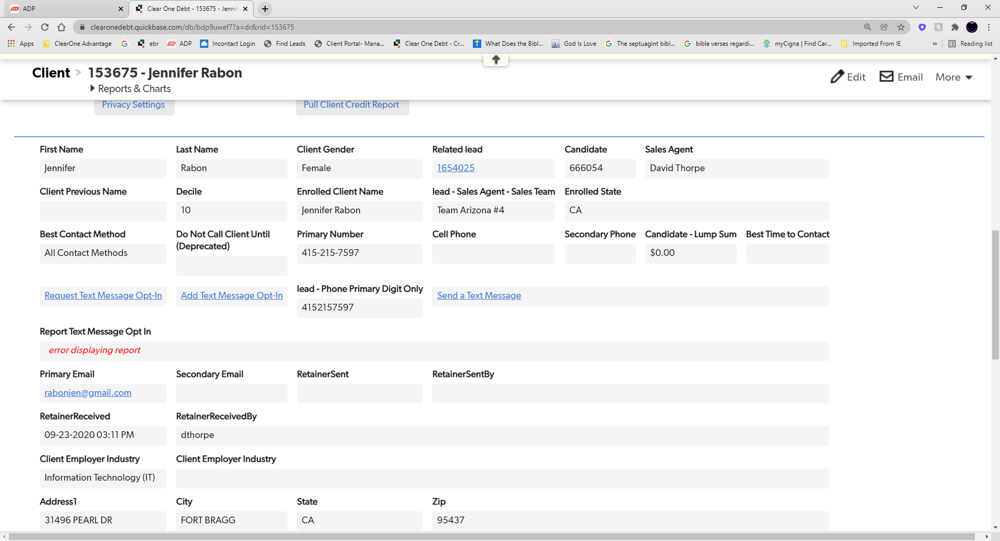 ADP
Clear One Debt - 153675 - Jennif
clearonedebt.quickbase.com/db/bdp9uwef7?a=dr&rid=153675
Apps ClearOne Advantage ebr ADP Incontact Login Find Leads Client Portal- Mana... Clear One Debt - Cr... What Does the Bibl... God Is Love The septuagint bibl... bible verses regardi... myCigna | Find Car... Imported From IE » Reading list
Client > 153675 - Jennifer Rabon
Edit Email More
Reports & Charts
Privacy Settings Pull Client Credit Report
First Name Last Name Client Gender Related lead Candidate Sales Agent
Jennifer Rabon Female 1654025 666054 David Thorpe
Client Previous Name Decile Enrolled Client Name lead - Sales Agent - Sales Team Enrolled State
10 Jennifer Rabon Team Arizona #4 CA
Best Contact Method Do Not Call Client Until Primary Number Cell Phone Secondary Phone Candidate - Lump Sum Best Time to Contact
(Deprecated)
All Contact Methods 415-215-7597 $0.00
lead - Phone Primary Digit Only
Request Text Message Opt-In Add Text Message Opt-In Send a Text Message
4152157597
Report Text Message Opt In
error displaying report
Primary Email Secondary Email RetainerSent RetainerSentBy
rabonjen@gmail.com
RetainerReceived RetainerReceivedBy
09-23-2020 03:11 PM dthorpe
Client Employer Industry Client Employer Industry
Information Technology (IT)
Address1 City State Zip
31496 PEARL DR FORT BRAGG CA 95437